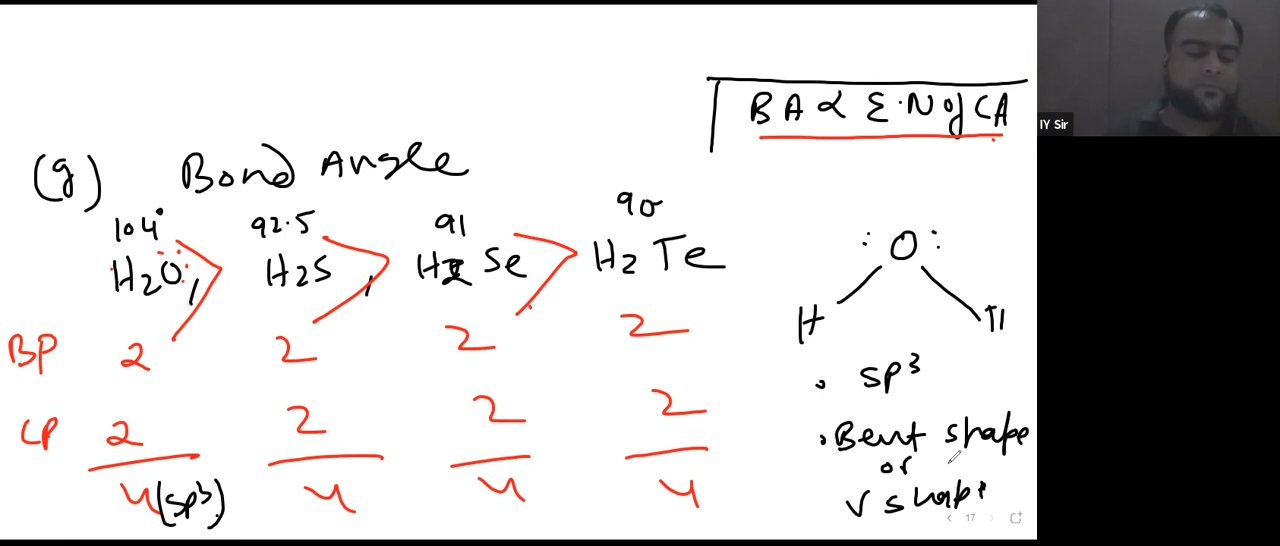 BA ∝ E.N of CA
IY Sir
(g) Bond Angle
104° 92.5 91 90
H2O, H2S, H2Se H2Te
BP 2 2 2 2
LP 2 2 2 2
4(sp3) 4 4 4
: O :
H H
• sp3
• Bent shape
or
V shape
17